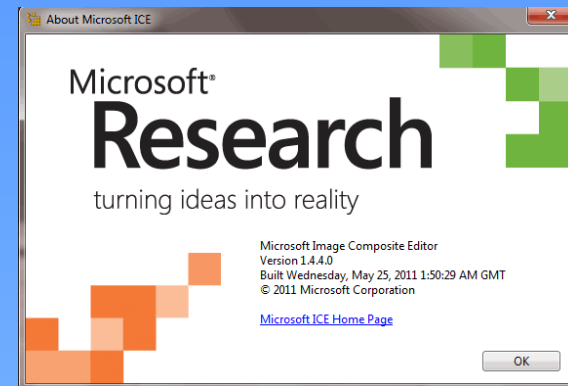 About Microsoft ICE
Microsoft®
Research
turning ideas into reality
Microsoft Image Composite Editor
Version 1.4.4.0
Built Wednesday, May 25, 2011 1:50:29 AM GMT
© 2011 Microsoft Corporation
Microsoft ICE Home Page
OK